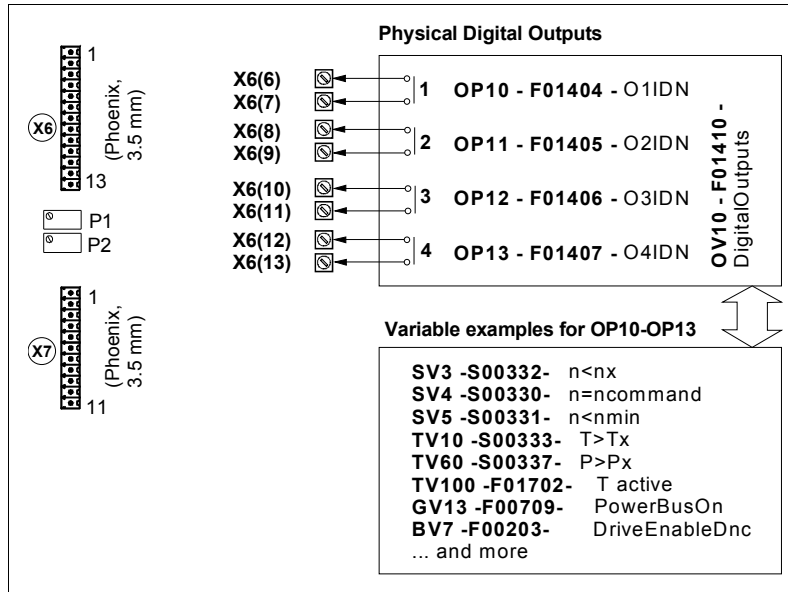 Physical Digital Outputs
1
X6
(Phoenix,
3.5 mm)
13
P1
P2
1
X7
(Phoenix,
3.5 mm)
11
X6(6)
X6(7)
X6(8)
X6(9)
X6(10)
X6(11)
X6(12)
X6(13)
1 OP10 - F01404 - O1IDN
2 OP11 - F01405 - O2IDN
3 OP12 - F01406 - O3IDN
4 OP13 - F01407 - O4IDN
OV10 - F01410 -
DigitalOutputs
Variable examples for OP10-OP13
SV3 -S00332- n<nx
SV4 -S00330- n=ncommand
SV5 -S00331- n<nmin
TV10 -S00333- T>Tx
TV60 -S00337- P>Px
TV100 -F01702- T active
GV13 -F00709- PowerBusOn
BV7 -F00203- DriveEnableDnc
... and more